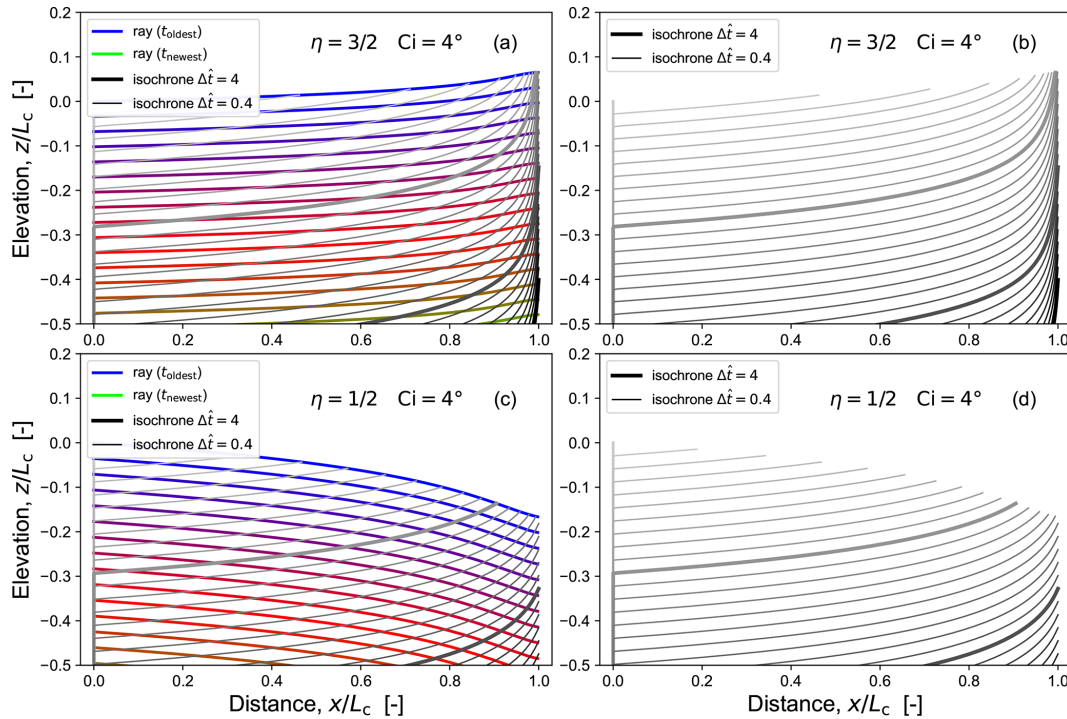 0.2
0.1
0.0
−0.1
−0.2
−0.3
−0.4
−0.5
Elevation, z/L_c [-]
ray (t_oldest)
ray (t_newest)
isochrone Δt̂ = 4
isochrone Δt̂ = 0.4
η = 3/2 Ci = 4° (a)
0.0 0.2 0.4 0.6 0.8 1.0
isochrone Δt̂ = 4
isochrone Δt̂ = 0.4
η = 3/2 Ci = 4° (b)
0.0 0.2 0.4 0.6 0.8 1.0
0.2
0.1
0.0
−0.1
−0.2
−0.3
−0.4
−0.5
Elevation, z/L_c [-]
ray (t_oldest)
ray (t_newest)
isochrone Δt̂ = 4
isochrone Δt̂ = 0.4
η = 1/2 Ci = 4° (c)
0.0 0.2 0.4 0.6 0.8 1.0
Distance, x/L_c [-]
isochrone Δt̂ = 4
isochrone Δt̂ = 0.4
η = 1/2 Ci = 4° (d)
0.0 0.2 0.4 0.6 0.8 1.0
Distance, x/L_c [-]